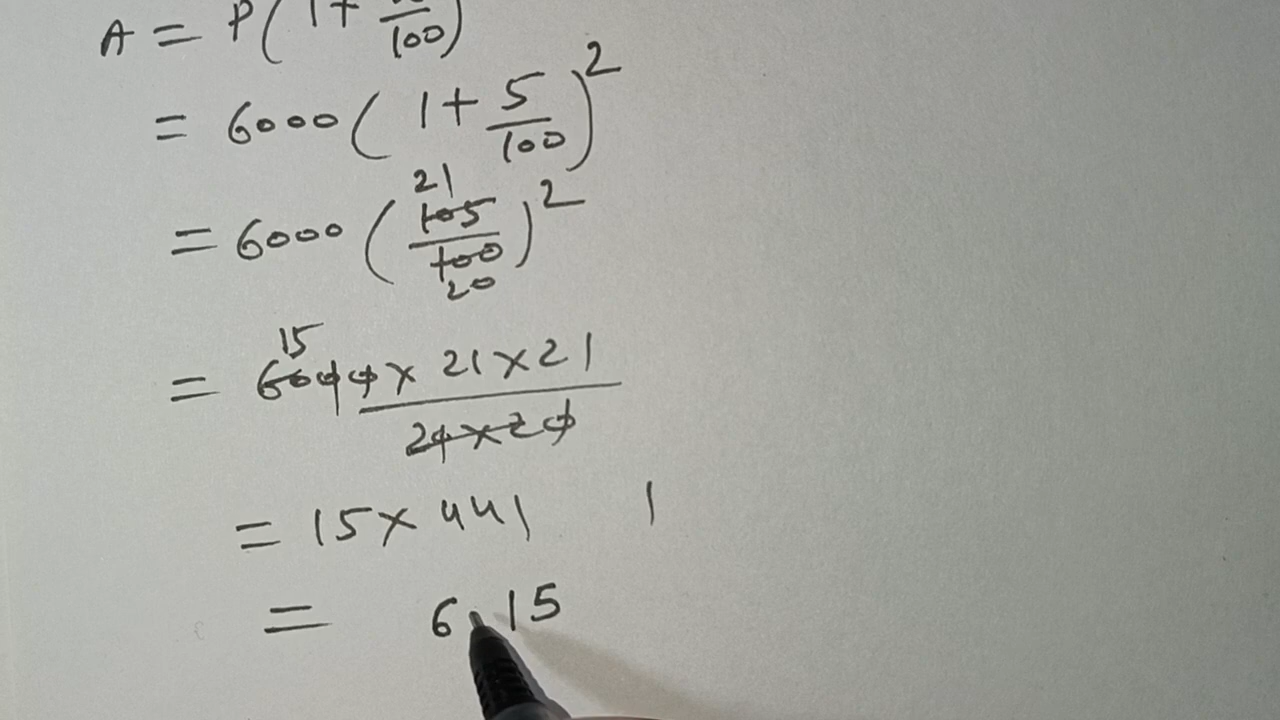 A = P(1 + /100)
= 6000(1 + 5/100)²
21
= 6000(105/100)²
20
15
= 6000 × 21 × 21
20 × 20
= 15 × 441 1
= 6 15